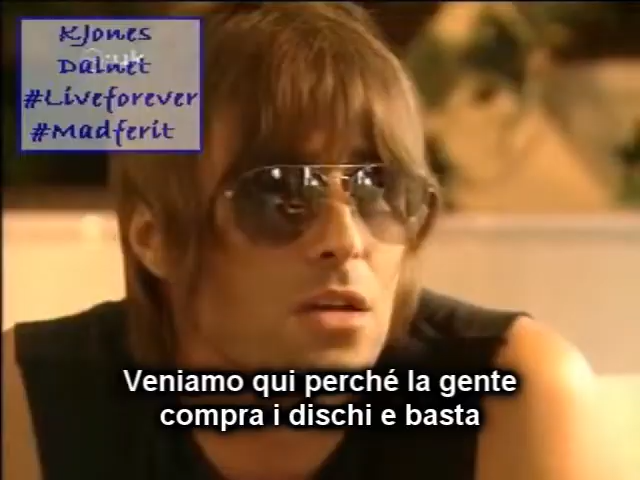 KJones
Dalnet
#Liveforever
#Madferit
Veniamo qui perché la gente
compra i dischi e basta